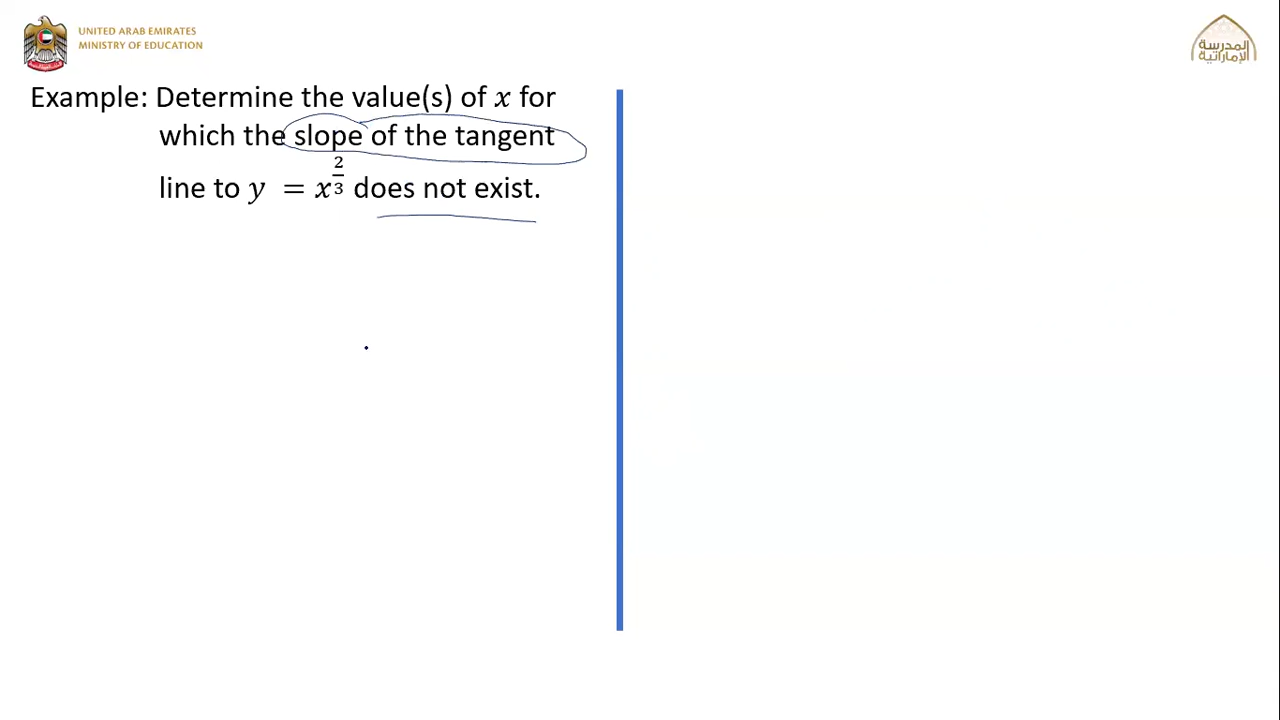 UNITED ARAB EMIRATES
MINISTRY OF EDUCATION
المدرسة
الإماراتية
Example: Determine the value(s) of x for
which the slope of the tangent
line to y = x^{2/3} does not exist.